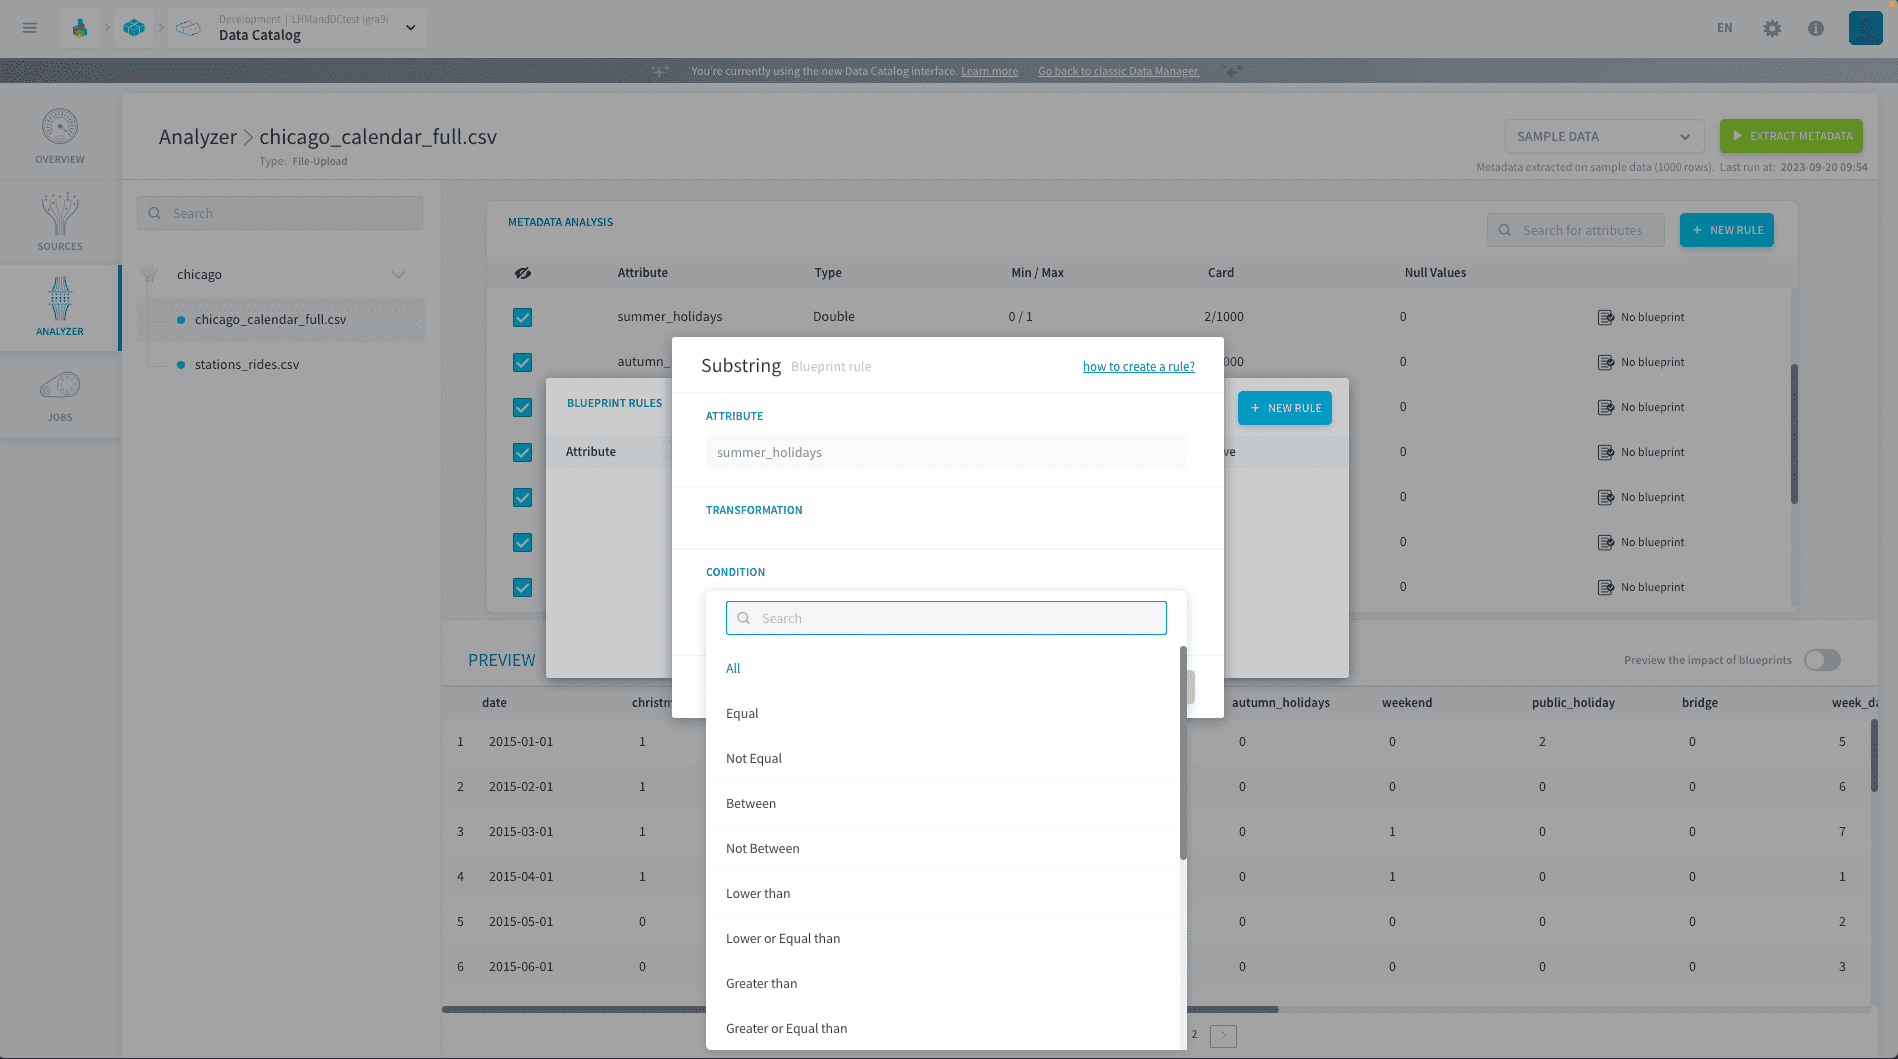 Development | LHMandDCtest (gra9)
Data Catalog
EN
You're currently using the new Data Catalog interface. Learn more Go back to classic Data Manager.
OVERVIEW
SOURCES
ANALYZER
JOBS
Analyzer > chicago_calendar_full.csv
Type: File-Upload
SAMPLE DATA
EXTRACT METADATA
Metadata extracted on sample data (1000 rows). Last run at: 2023-09-20 09:54
Search
chicago
chicago_calendar_full.csv
stations_rides.csv
METADATA ANALYSIS
Search for attributes
+ NEW RULE
Attribute Type Min / Max Card Null Values
summer_holidays Double 0 / 1 2/1000 0 No blueprint
autumn_ 000 0 No blueprint
0 No blueprint
0 No blueprint
0 No blueprint
0 No blueprint
0 No blueprint
BLUEPRINT RULES
+ NEW RULE
Attribute ve
Substring Blueprint rule
how to create a rule?
ATTRIBUTE
summer_holidays
TRANSFORMATION
CONDITION
Search
All
Equal
Not Equal
Between
Not Between
Lower than
Lower or Equal than
Greater than
Greater or Equal than
PREVIEW
Preview the impact of blueprints
date christm autumn_holidays weekend public_holiday bridge week_da
1 2015-01-01 1 0 0 2 0 5
2 2015-02-01 1 0 0 0 0 6
3 2015-03-01 1 0 1 0 0 7
4 2015-04-01 1 0 1 0 0 1
5 2015-05-01 0 0 0 0 0 2
6 2015-06-01 0 0 0 0 0 3
2 >